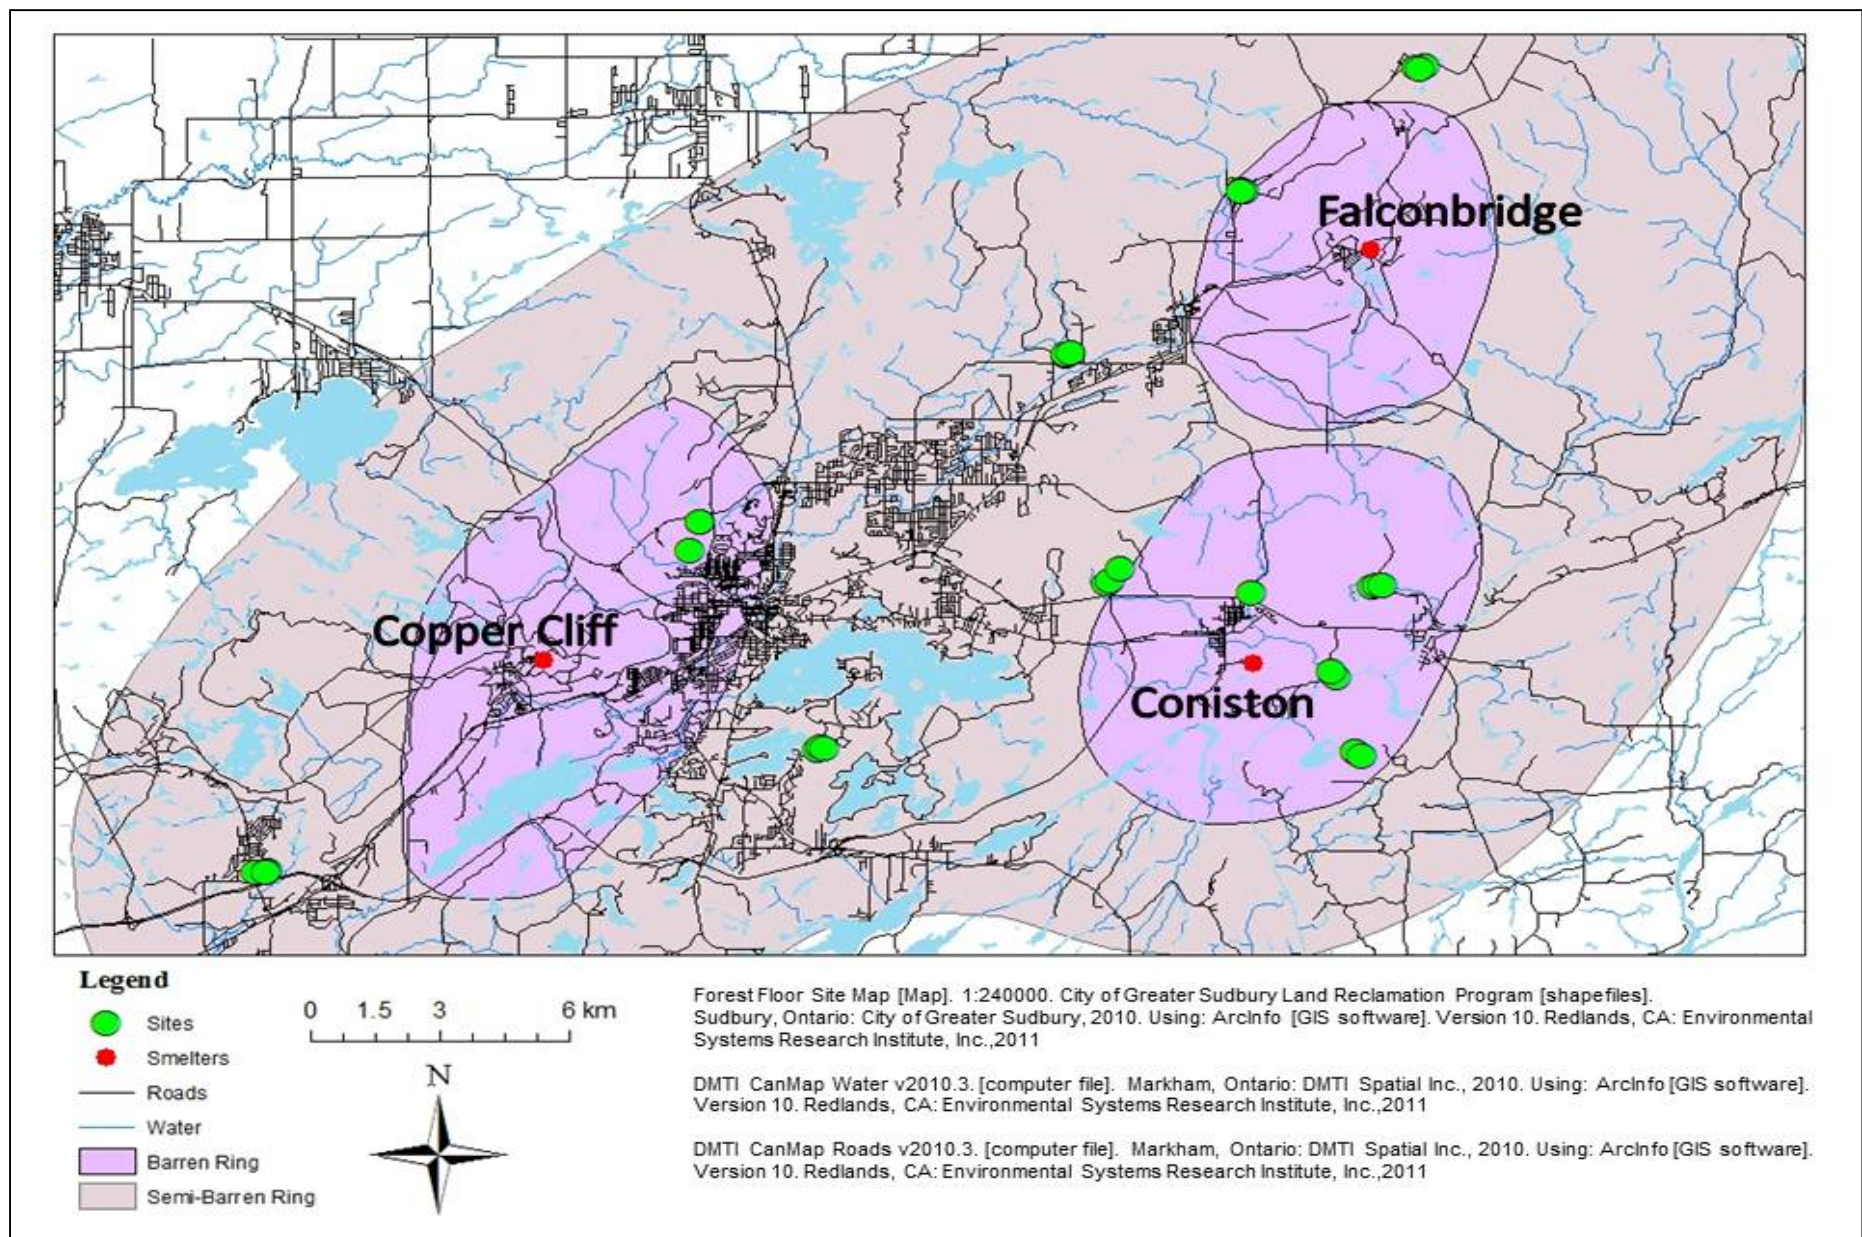 Falconbridge
Copper Cliff
Coniston
Legend
Sites
Smelters
Roads
Water
Barren Ring
Semi-Barren Ring
0 1.5 3 6 km
N
Forest Floor Site Map [Map]. 1:240000. City of Greater Sudbury Land Reclamation Program [shapefiles].
Sudbury, Ontario: City of Greater Sudbury, 2010. Using: ArcInfo [GIS software]. Version 10. Redlands, CA: Environmental
Systems Research Institute, Inc.,2011
DMTI CanMap Water v2010.3. [computer file]. Markham, Ontario: DMTI Spatial Inc., 2010. Using: ArcInfo [GIS software].
Version 10. Redlands, CA: Environmental Systems Research Institute, Inc.,2011
DMTI CanMap Roads v2010.3. [computer file]. Markham, Ontario: DMTI Spatial Inc., 2010. Using: ArcInfo [GIS software].
Version 10. Redlands, CA: Environmental Systems Research Institute, Inc.,2011